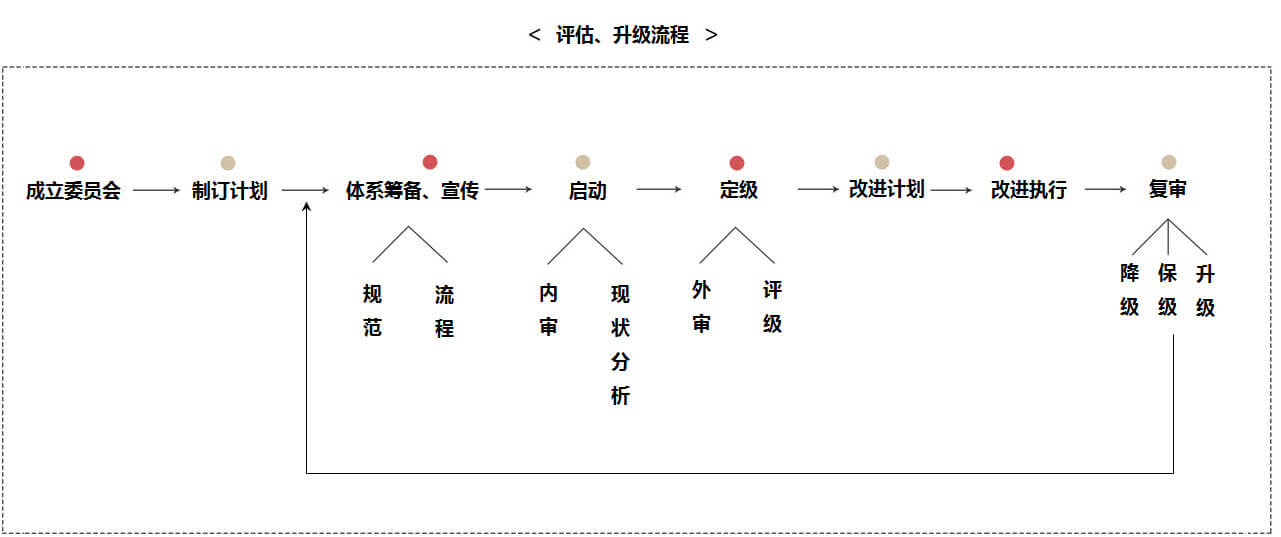 < 评估、升级流程 >
成立委员会
制订计划
体系筹备、宣传
启动
定级
改进计划
改进执行
复审
规范
流程
内审
现状分析
外审
评级
降级
保级
升级